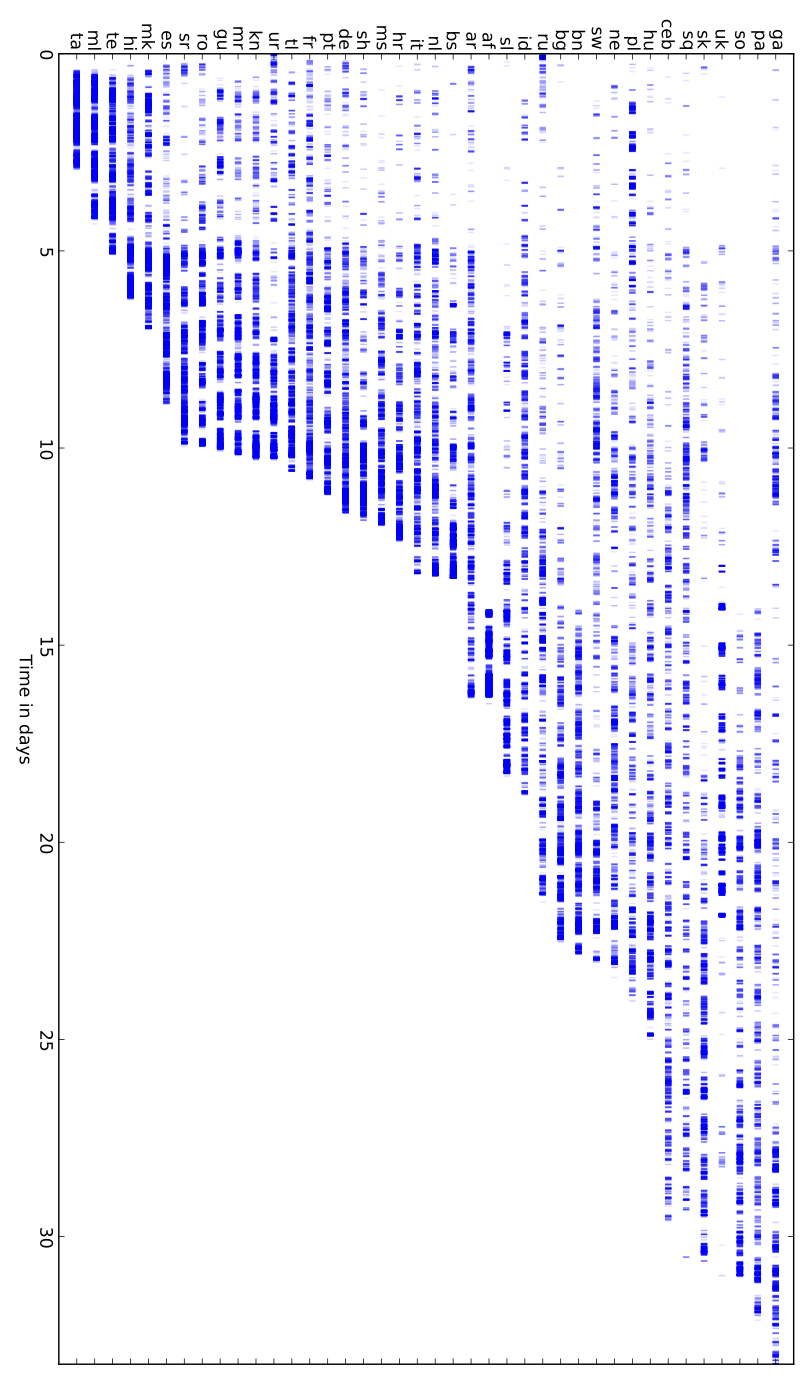 ga
pa
so
uk
sk
sq
ceb
hu
pl
ne
sw
bn
bg
ru
id
sl
af
ar
bs
nl
it
hr
ms
sh
de
pt
fr
tl
ur
kn
mr
gu
ro
sr
es
mk
hi
te
ml
ta
0 5 10 15 20 25 30
Time in days